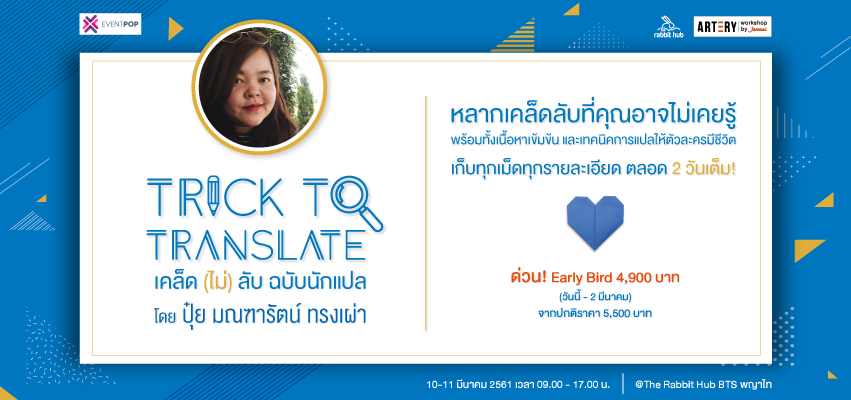 EVENTPOP
rabbit hub
ARTERY workshop by Jeansui
TRICK TO
TRANSLATE
เคล็ด (ไม่) ลับ ฉบับนักแปล
โดย ปุ๋ย มณฑารัตน์ ทรงเผ่า
หลากเคล็ดลับที่คุณอาจไม่เคยรู้
พร้อมทั้งเนื้อหาเข้มข้น และเทคนิคการแปลให้ตัวละครมีชีวิต
เก็บทุกเม็ดทุกรายละเอียด ตลอด 2 วันเต็ม!
ด่วน! Early Bird 4,900 บาท
(วันนี้ - 2 มีนาคม)
จากปกติราคา 5,500 บาท
10-11 มีนาคม 2561 เวลา 09.00 - 17.00 น. @The Rabbit Hub BTS พญาไท